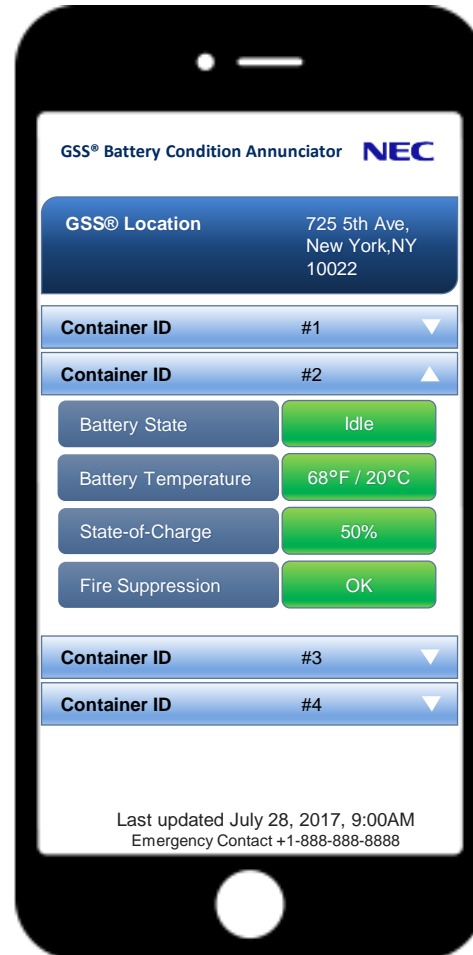 GSS® Battery Condition Annunciator NEC
GSS® Location 725 5th Ave,
New York,NY
10022
Container ID #1
Container ID #2
Battery State Idle
Battery Temperature 68°F / 20°C
State-of-Charge 50%
Fire Suppression OK
Container ID #3
Container ID #4
Last updated July 28, 2017, 9:00AM
Emergency Contact +1-888-888-8888